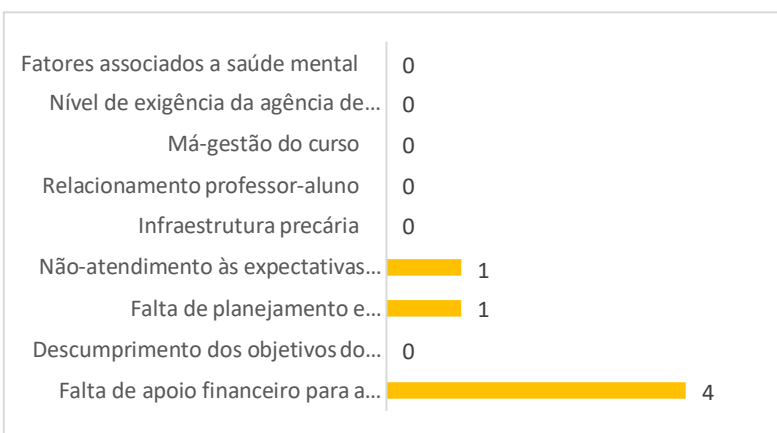 Fatores associados a saúde mental 0
Nível de exigência da agência de... 0
Má-gestão do curso 0
Relacionamento professor-aluno 0
Infraestrutura precária 0
Não-atendimento às expectativas... 1
Falta de planejamento e... 1
Descumprimento dos objetivos do... 0
Falta de apoio financeiro para a... 4